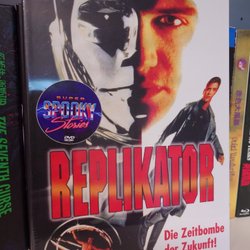 SUPER
SPOOKY
Stories
DVD
REPLIKATOR
Die Zeitbombe
der Zukunft!
THE SEVENTH CURSE